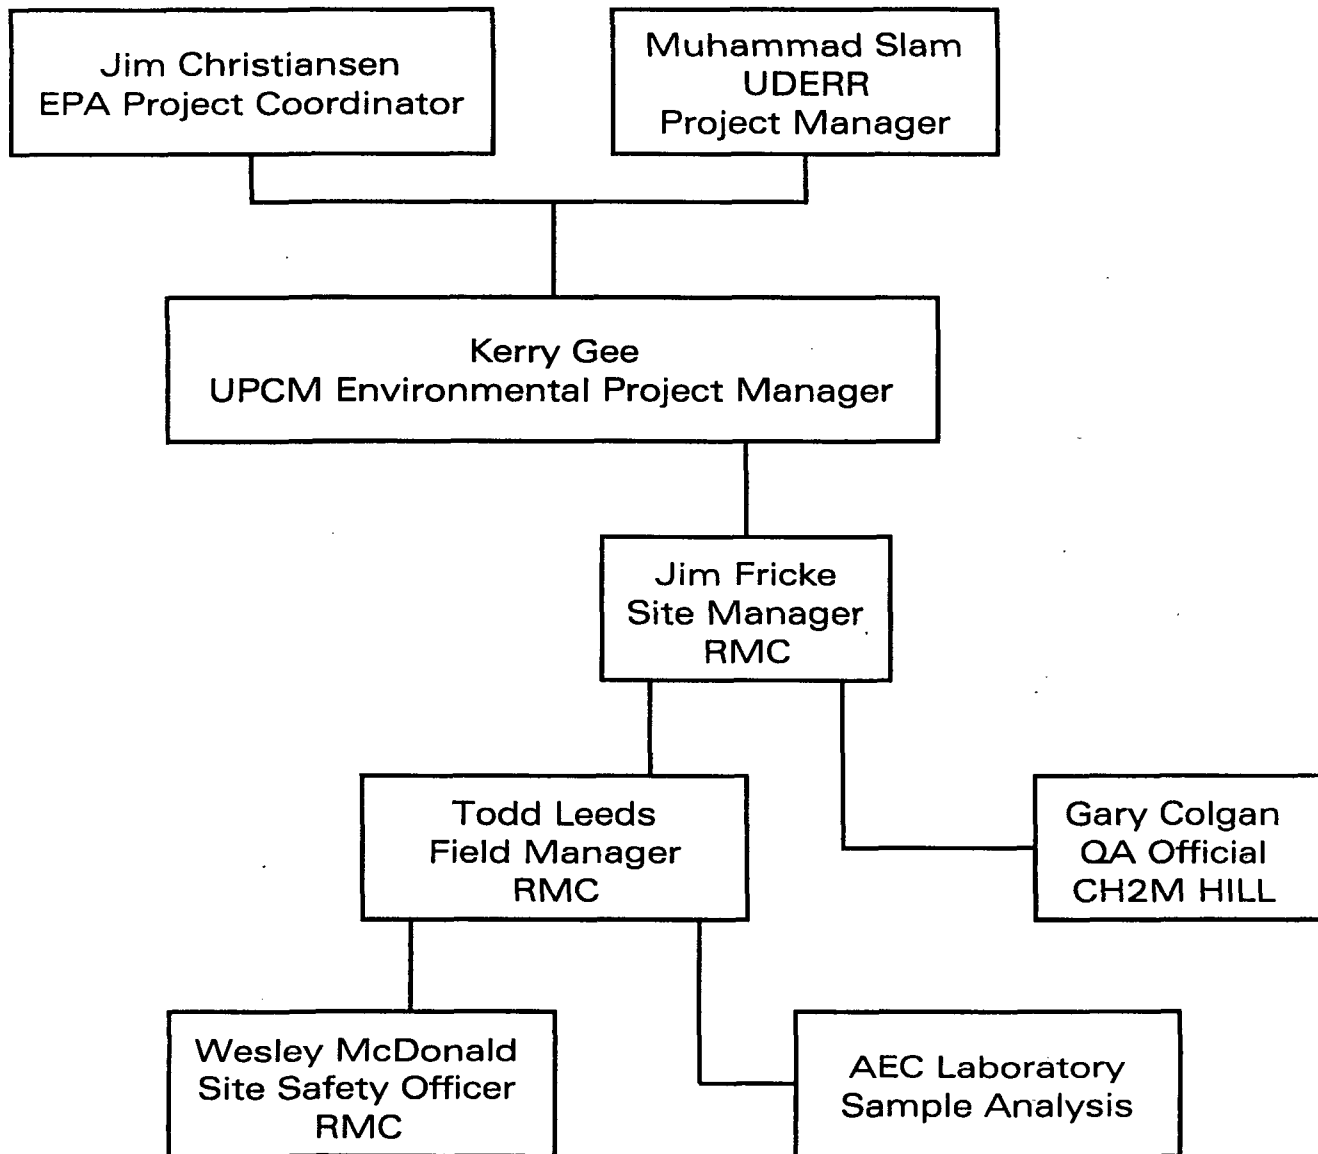 Jim Christiansen
EPA Project Coordinator
Muhammad Slam
UDERR
Project Manager
Kerry Gee
UPCM Environmental Project Manager
Jim Fricke
Site Manager
RMC
Todd Leeds
Field Manager
RMC
Gary Colgan
QA Official
CH2M HILL
Wesley McDonald
Site Safety Officer
RMC
AEC Laboratory
Sample Analysis